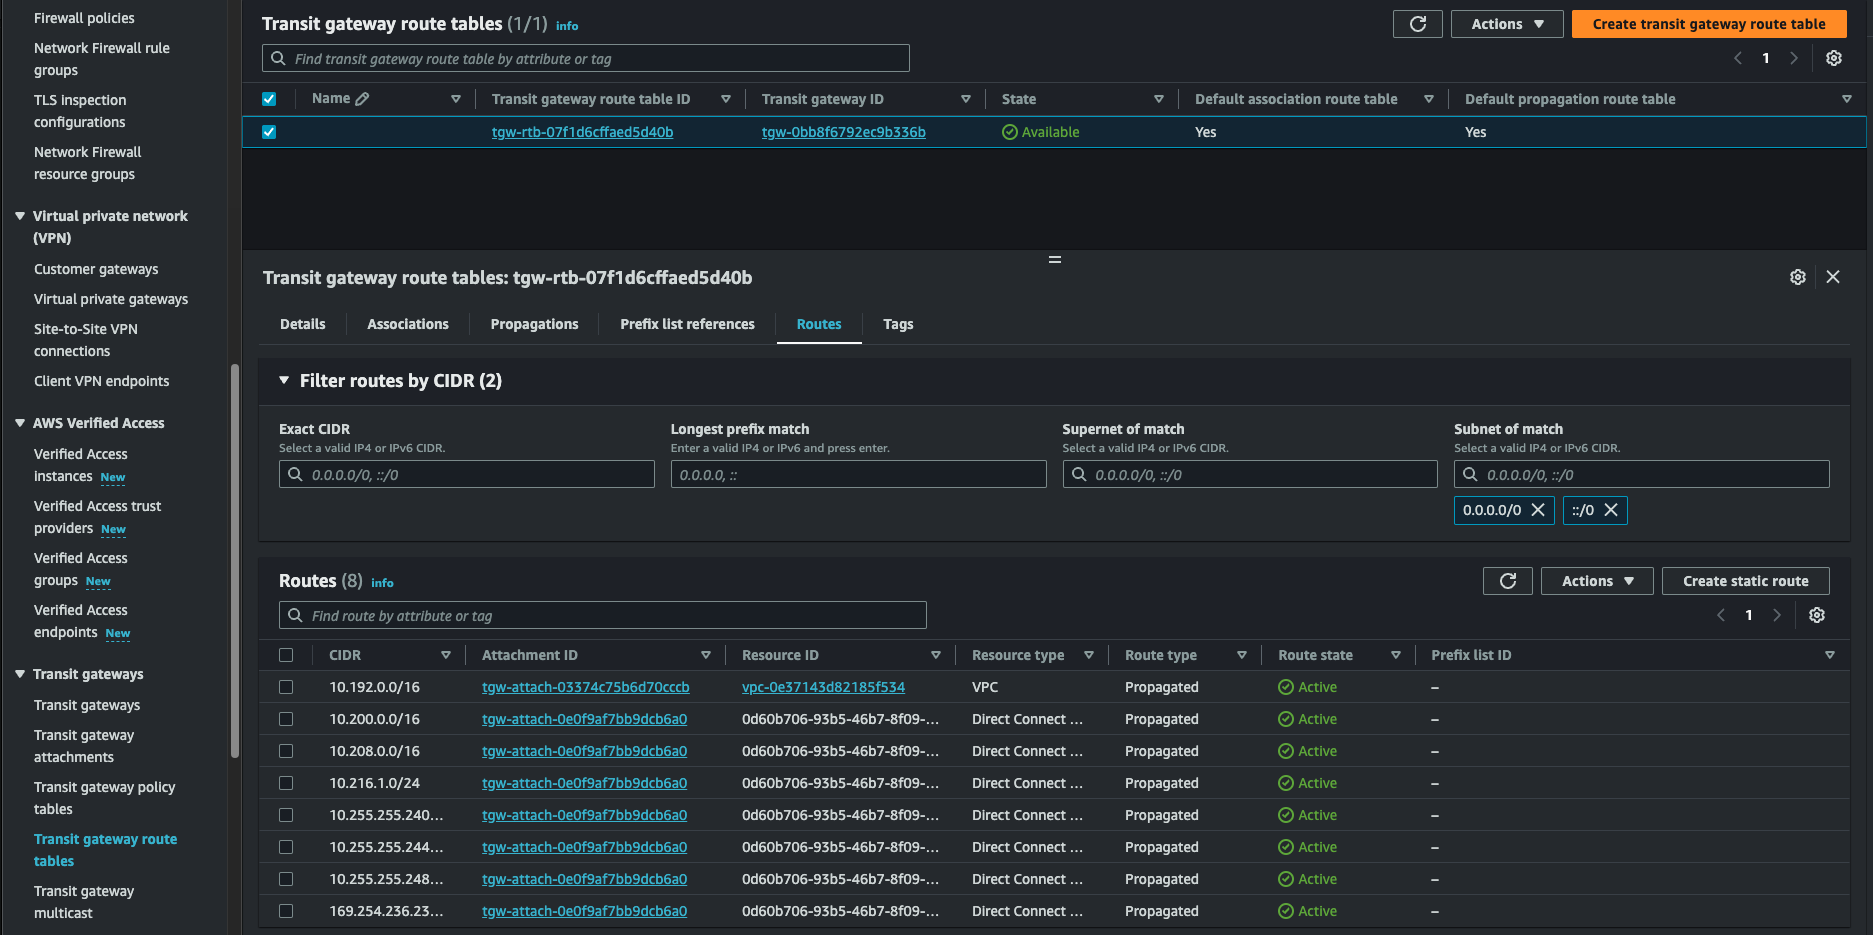 Firewall policies
Network Firewall rule
groups
TLS inspection
configurations
Network Firewall
resource groups
Virtual private network
(VPN)
Customer gateways
Virtual private gateways
Site-to-Site VPN
connections
Client VPN endpoints
AWS Verified Access
Verified Access
instances New
Verified Access trust
providers New
Verified Access
groups New
Verified Access
endpoints New
Transit gateways
Transit gateways
Transit gateway
attachments
Transit gateway policy
tables
Transit gateway route
tables
Transit gateway
multicast
Transit gateway route tables (1/1) info
Actions
Create transit gateway route table
Find transit gateway route table by attribute or tag
1
Name Transit gateway route table ID Transit gateway ID State Default association route table Default propagation route table
tgw-rtb-07f1d6cffaed5d40b tgw-0bb8f6792ec9b336b Available Yes Yes
Transit gateway route tables: tgw-rtb-07f1d6cffaed5d40b
Details Associations Propagations Prefix list references Routes Tags
Filter routes by CIDR (2)
Exact CIDR
Select a valid IP4 or IPv6 CIDR.
0.0.0.0/0, ::/0
Longest prefix match
Enter a valid IP4 or IPv6 and press enter.
0.0.0.0, ::
Supernet of match
Select a valid IP4 or IPv6 CIDR.
0.0.0.0/0, ::/0
Subnet of match
Select a valid IP4 or IPv6 CIDR.
0.0.0.0/0, ::/0
0.0.0.0/0 ::/0
Routes (8) info
Actions
Create static route
Find route by attribute or tag
1
CIDR Attachment ID Resource ID Resource type Route type Route state Prefix list ID
10.192.0.0/16 tgw-attach-03374c75b6d70cccb vpc-0e37143d82185f534 VPC Propagated Active –
10.200.0.0/16 tgw-attach-0e0f9af7bb9dcb6a0 0d60b706-93b5-46b7-8f09-... Direct Connect ... Propagated Active –
10.208.0.0/16 tgw-attach-0e0f9af7bb9dcb6a0 0d60b706-93b5-46b7-8f09-... Direct Connect ... Propagated Active –
10.216.1.0/24 tgw-attach-0e0f9af7bb9dcb6a0 0d60b706-93b5-46b7-8f09-... Direct Connect ... Propagated Active –
10.255.255.240... tgw-attach-0e0f9af7bb9dcb6a0 0d60b706-93b5-46b7-8f09-... Direct Connect ... Propagated Active –
10.255.255.244... tgw-attach-0e0f9af7bb9dcb6a0 0d60b706-93b5-46b7-8f09-... Direct Connect ... Propagated Active –
10.255.255.248... tgw-attach-0e0f9af7bb9dcb6a0 0d60b706-93b5-46b7-8f09-... Direct Connect ... Propagated Active –
169.254.236.23... tgw-attach-0e0f9af7bb9dcb6a0 0d60b706-93b5-46b7-8f09-... Direct Connect ... Propagated Active –